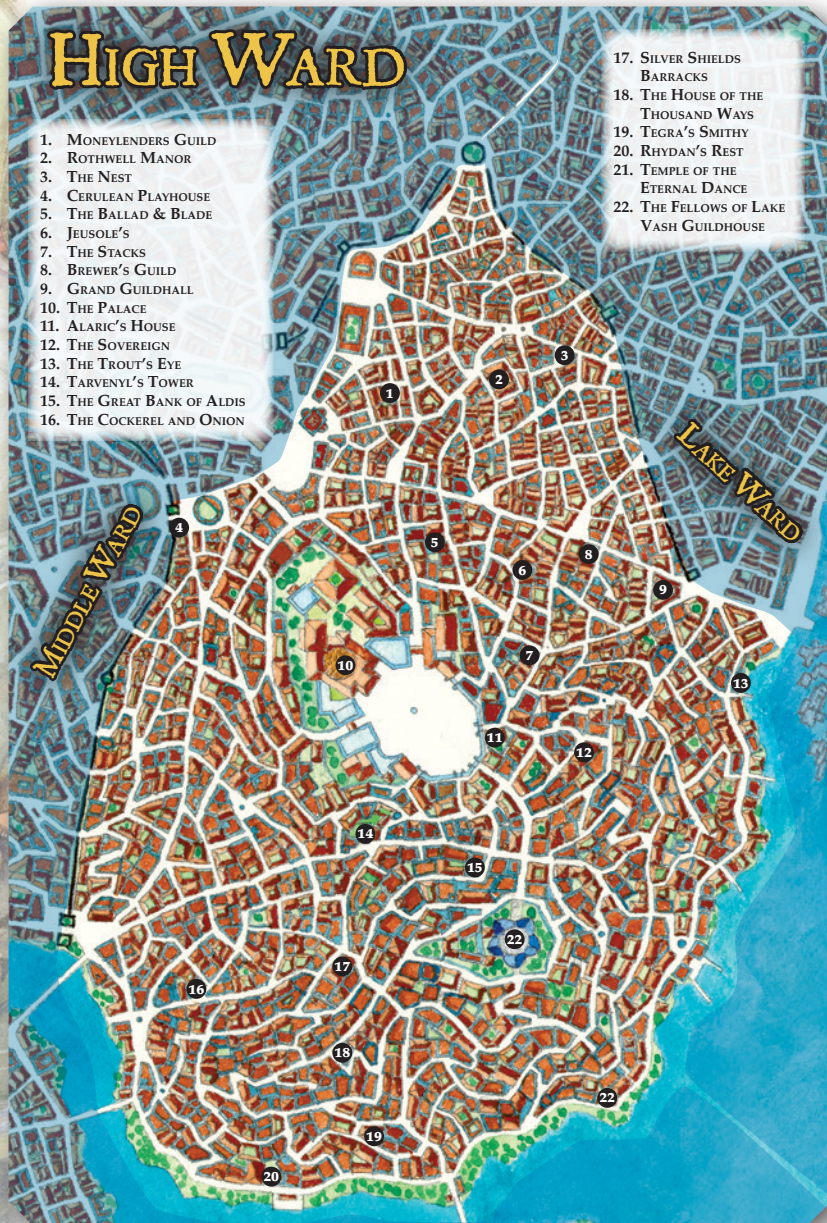 High Ward
1. Moneylenders Guild
2. Rothwell Manor
3. The Nest
4. Cerulean Playhouse
5. The Ballad & Blade
6. Jeusole's
7. The Stacks
8. Brewer's Guild
9. Grand Guildhall
10. The Palace
11. Alaric's House
12. The Sovereign
13. The Trout's Eye
14. Tarvenyl's Tower
15. The Great Bank of Aldis
16. The Cockerel and Onion
17. Silver Shields
Barracks
18. The House of the
Thousand Ways
19. Tegra's Smithy
20. Rhydan's Rest
21. Temple of the
Eternal Dance
22. The Fellows of Lake
Vash Guildhouse
3
2
1
Lake Ward
Middle Ward
4
5
8
6
9
7
10
13
11
12
14
15
22
17
16
18
22
19
20